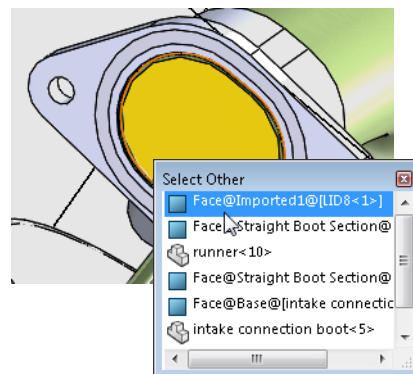 Select Other
Face@Imported1@[LID8<1>]
Face Straight Boot Section@
runner<10>
Face@Straight Boot Section@
Face@Base@[intake connectic
intake connection boot<5>